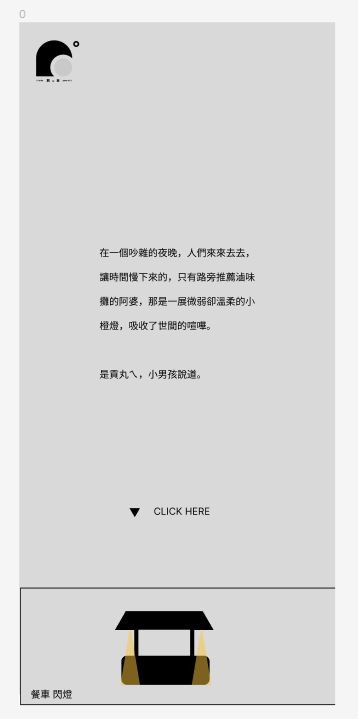 0
在一個吵雜的夜晚，人們來來去去，
讓時間慢下來的，只有路旁推薦滷味
攤的阿婆，那是一展微弱卻溫柔的小
橙燈，吸收了世間的喧嘩。
是貢丸ㄟ，小男孩說道。
▼ CLICK HERE
餐車 閃燈